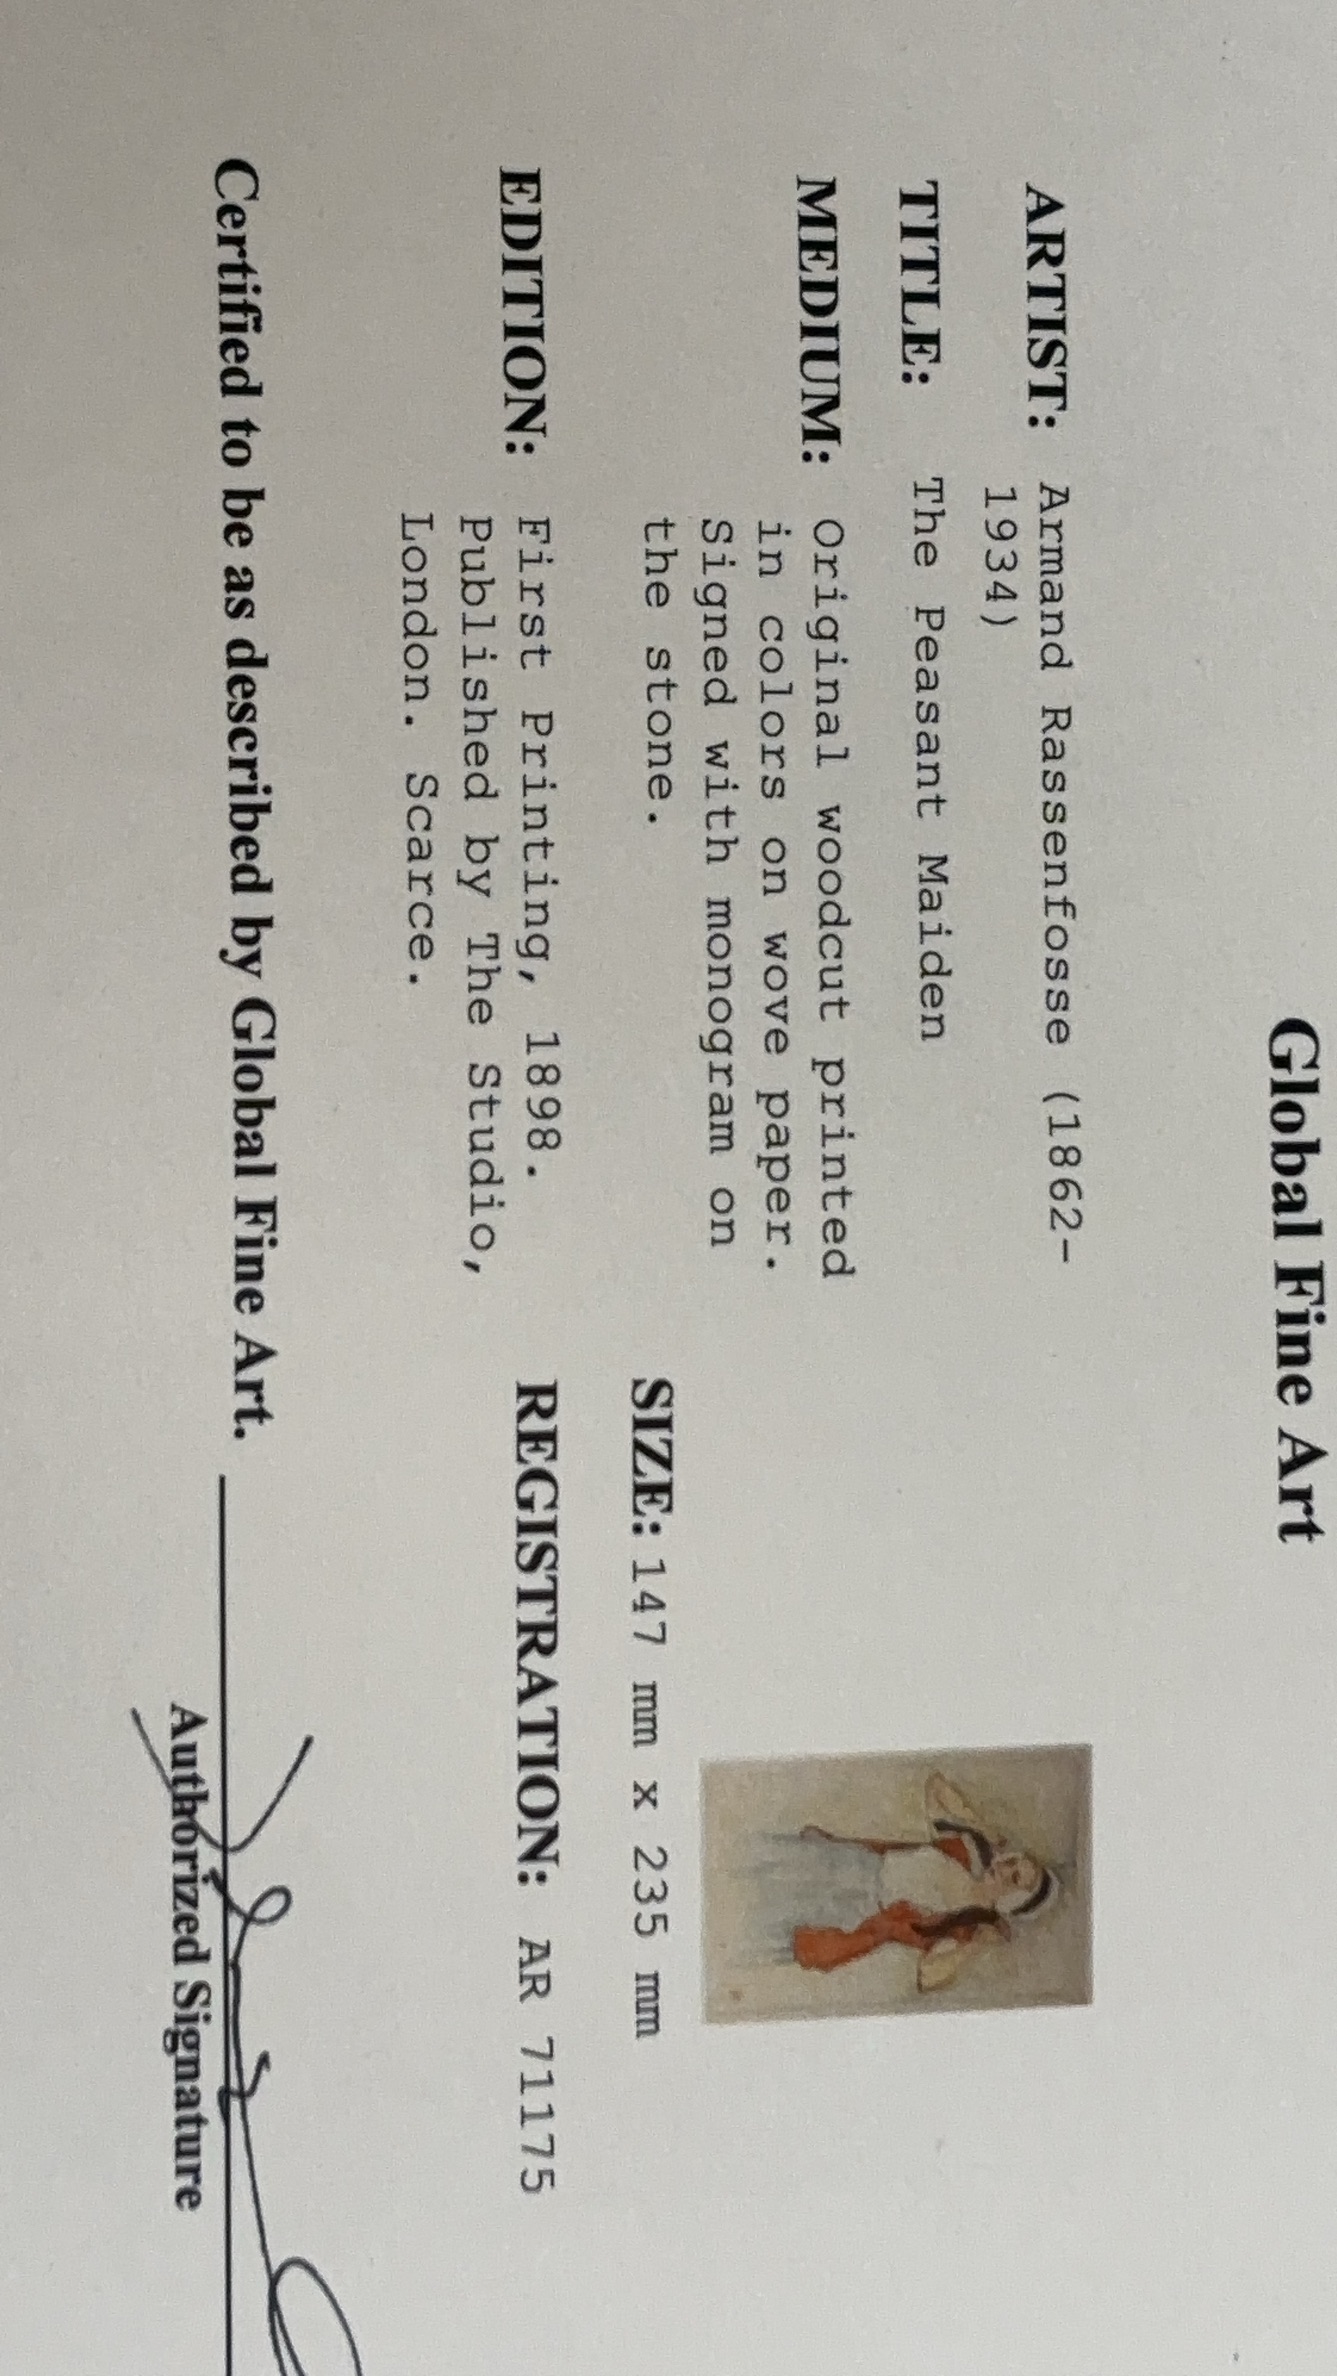 Global Fine Art
ARTIST: Armand Rassenfosse (1862-
1934)
TITLE: The Peasant Maiden
MEDIUM: Original woodcut printed
in colors on wove paper.
Signed with monogram on
the stone.
SIZE: 147 mm x 235 mm
EDITION: First Printing, 1898.
Published by The Studio,
London. Scarce.
REGISTRATION: AR 71175
Certified to be as described by Global Fine Art.
Authorized Signature